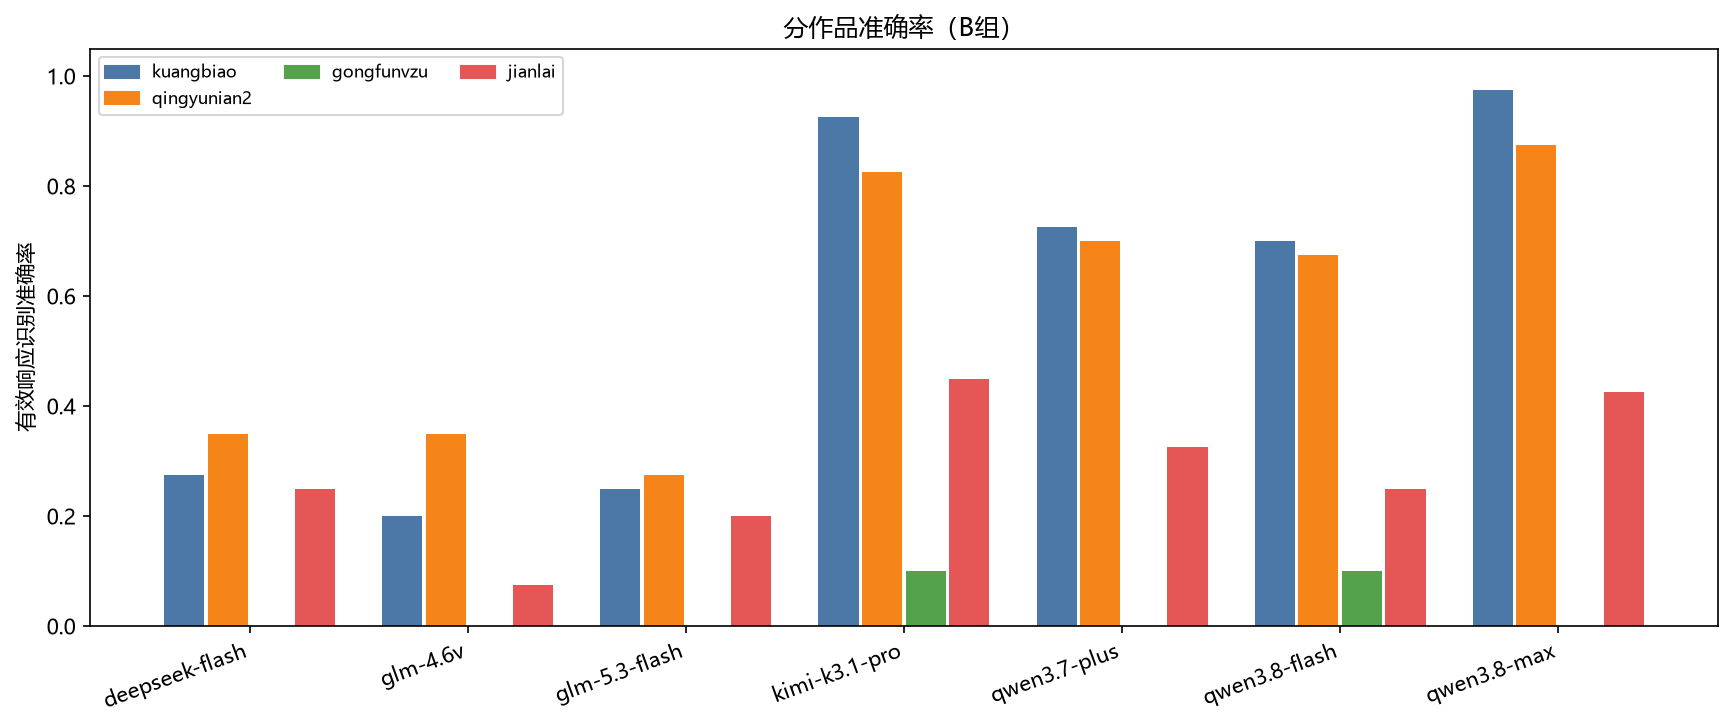 分作品准确率（B组）
kuangbiao
qingyunian2
gongfunvzu
jianlai
有效响应识别准确率
1.0
0.8
0.6
0.4
0.2
0.0
deepseek-flash
glm-4.6v
glm-5.3-flash
kimi-k3.1-pro
qwen3.7-plus
qwen3.8-flash
qwen3.8-max